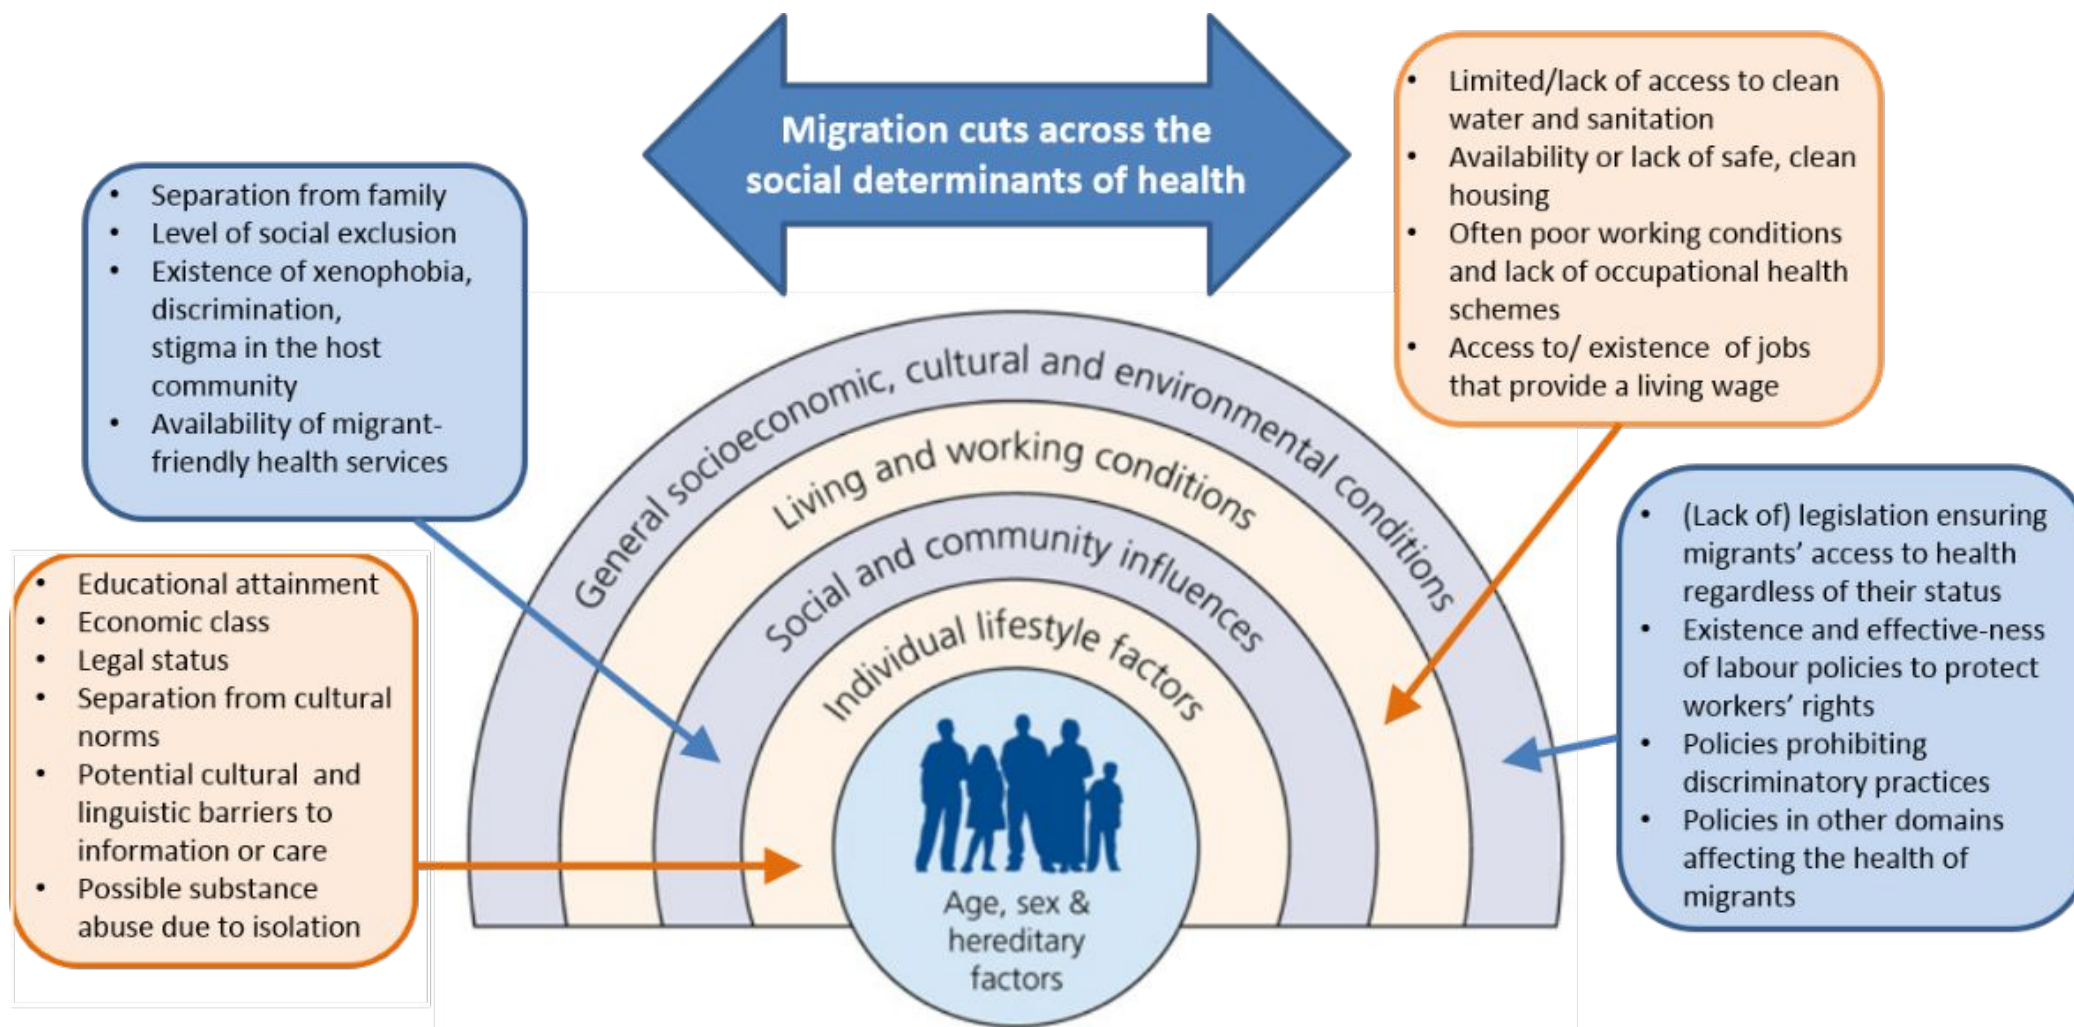 Migration cuts across the
social determinants of health
• Separation from family
• Level of social exclusion
• Existence of xenophobia,
discrimination,
stigma in the host
community
• Availability of migrant-
friendly health services
• Educational attainment
• Economic class
• Legal status
• Separation from cultural
norms
• Potential cultural and
linguistic barriers to
information or care
• Possible substance
abuse due to isolation
General socioeconomic, cultural and environmental conditions
Living and working conditions
Social and community influences
Individual lifestyle factors
Age, sex &
hereditary
factors
• Limited/lack of access to clean
water and sanitation
• Availability or lack of safe, clean
housing
• Often poor working conditions
and lack of occupational health
schemes
• Access to/ existence of jobs
that provide a living wage
• (Lack of) legislation ensuring
migrants’ access to health
regardless of their status
• Existence and effective-ness
of labour policies to protect
workers’ rights
• Policies prohibiting
discriminatory practices
• Policies in other domains
affecting the health of
migrants